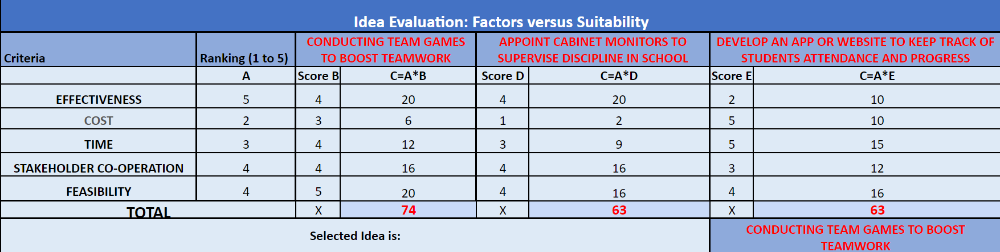 Idea Evaluation: Factors versus Suitability
Criteria Ranking (1 to 5) CONDUCTING TEAM GAMES TO BOOST TEAMWORK APPOINT CABINET MONITORS TO SUPERVISE DISCIPLINE IN SCHOOL DEVELOP AN APP OR WEBSITE TO KEEP TRACK OF STUDENTS ATTENDANCE AND PROGRESS
A Score B C=A*B Score D C=A*D Score E C=A*E
EFFECTIVENESS 5 4 20 4 20 2 10
COST 2 3 6 1 2 5 10
TIME 3 4 12 3 9 5 15
STAKEHOLDER CO-OPERATION 4 4 16 4 16 3 12
FEASIBILITY 4 5 20 4 16 4 16
TOTAL X 74 X 63 X 63
Selected Idea is: CONDUCTING TEAM GAMES TO BOOST
TEAMWORK